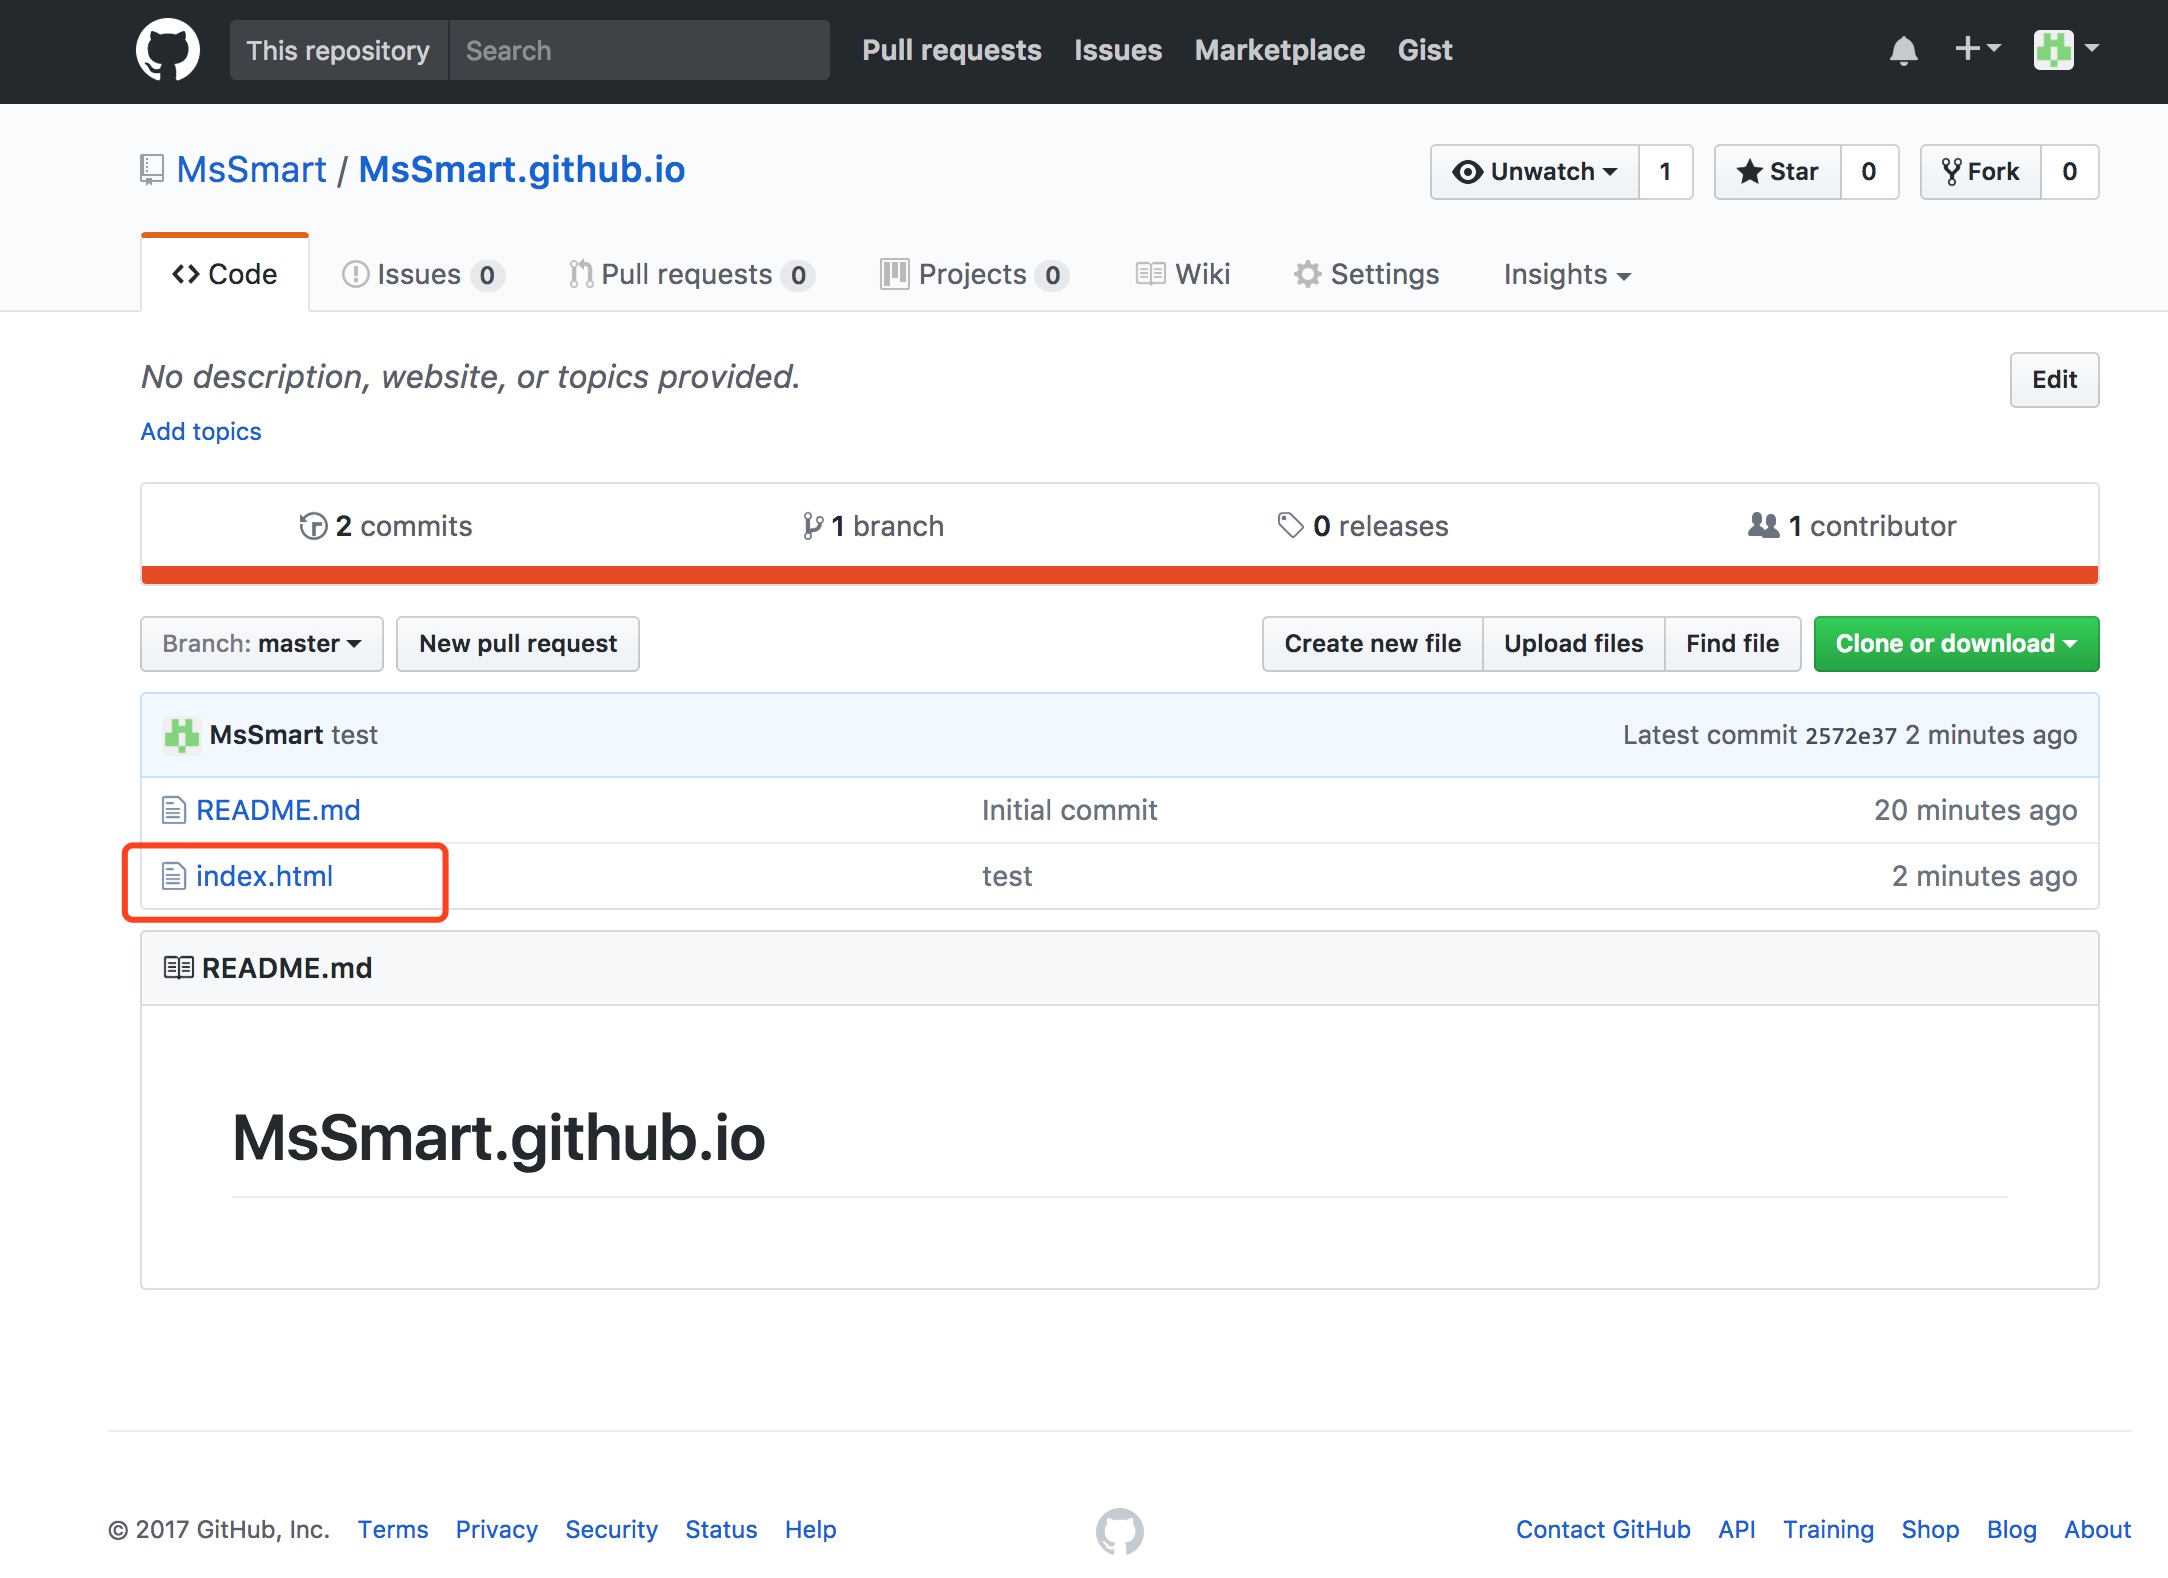 This repository Search Pull requests Issues Marketplace Gist
MsSmart / MsSmart.github.io Unwatch 1 Star 0 Fork 0
Code Issues 0 Pull requests 0 Projects 0 Wiki Settings Insights
No description, website, or topics provided. Edit
Add topics
2 commits 1 branch 0 releases 1 contributor
Branch: master New pull request Create new file Upload files Find file Clone or download
MsSmart test Latest commit 2572e37 2 minutes ago
README.md Initial commit 20 minutes ago
index.html test 2 minutes ago
README.md
MsSmart.github.io
© 2017 GitHub, Inc. Terms Privacy Security Status Help Contact GitHub API Training Shop Blog About